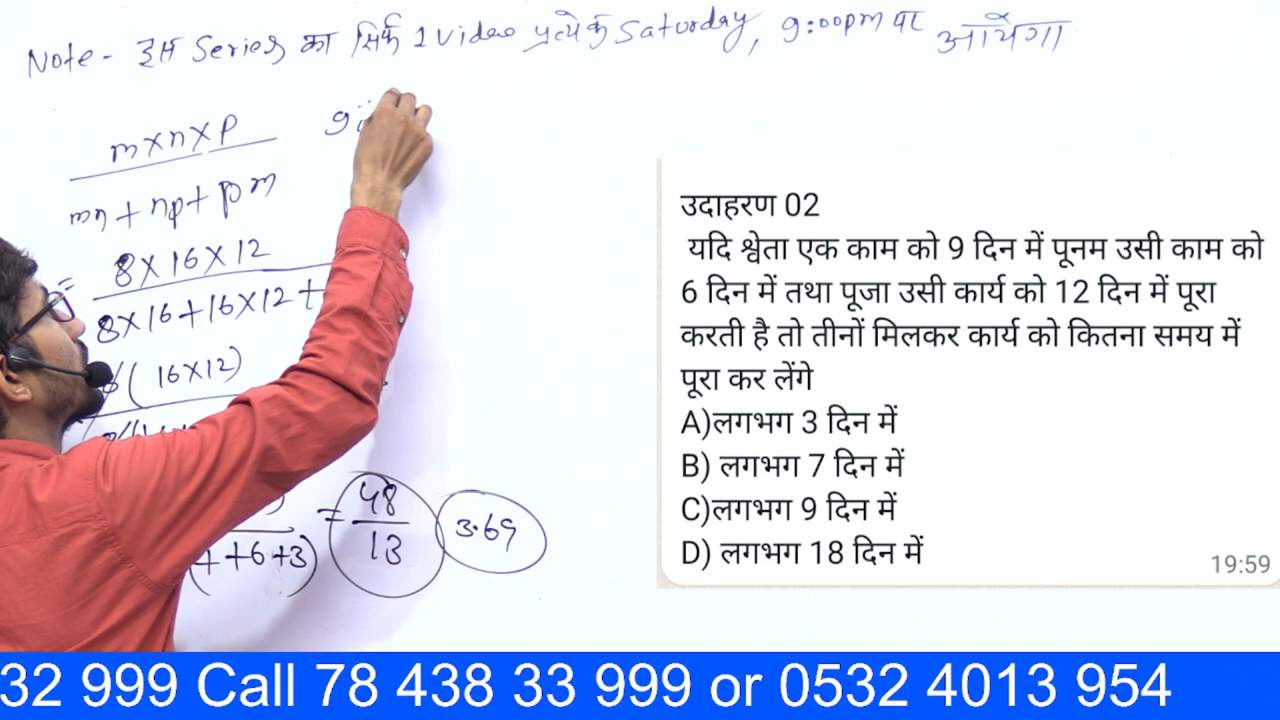 Note - इस Series का सिर्फ 1 Video प्रत्येक Saturday, 9:00pm पर आयेगा
m×n×p
mn + np + pm
= 8×16×12
8×16+16×12+
( 16×12)
+6+3)
= 48
13
3.69
उदाहरण 02
यदि श्वेता एक काम को 9 दिन में पूनम उसी काम को
6 दिन में तथा पूजा उसी कार्य को 12 दिन में पूरा
करती है तो तीनों मिलकर कार्य को कितना समय में
पूरा कर लेंगे
A)लगभग 3 दिन में
B) लगभग 7 दिन में
C)लगभग 9 दिन में
D) लगभग 18 दिन में
19:59
32 999 Call 78 438 33 999 or 0532 4013 954